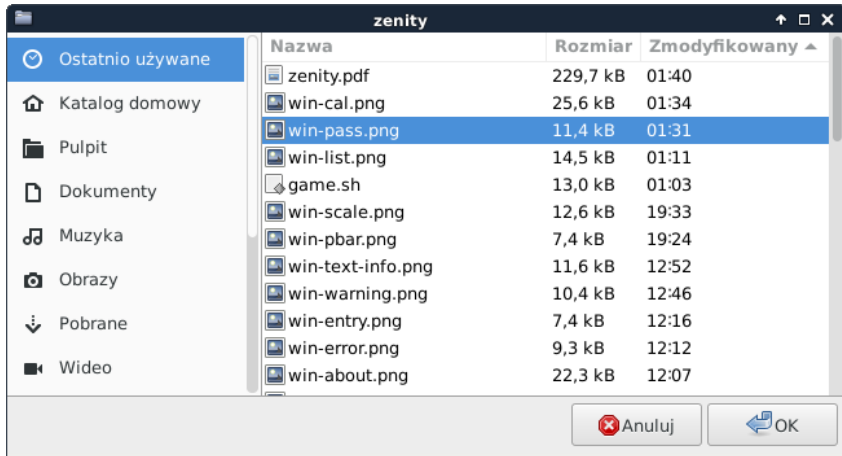 zenity
Ostatnio używane
Katalog domowy
Pulpit
Dokumenty
Muzyka
Obrazy
Pobrane
Wideo
Nazwa Rozmiar Zmodyfikowany
zenity.pdf 229,7 kB 01:40
win-cal.png 25,6 kB 01:34
win-pass.png 11,4 kB 01:31
win-list.png 14,5 kB 01:11
game.sh 13,0 kB 01:03
win-scale.png 12,6 kB 19:33
win-pbar.png 7,4 kB 19:24
win-text-info.png 11,6 kB 12:52
win-warning.png 10,4 kB 12:46
win-entry.png 7,4 kB 12:16
win-error.png 9,3 kB 12:12
win-about.png 22,3 kB 12:07
Anuluj OK